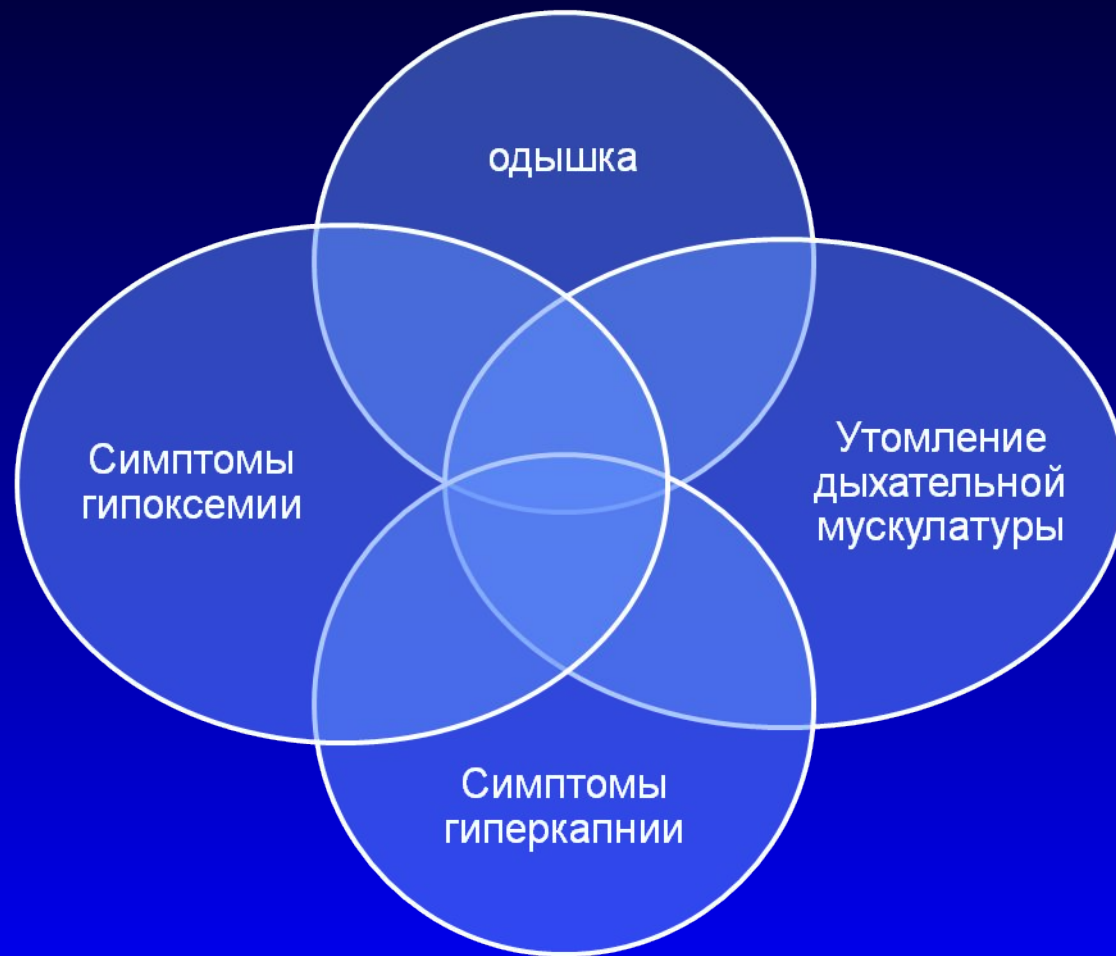 одышка
Симптомы
гипоксемии
Утомление
дыхательной
мускулатуры
Симптомы
гиперкапнии